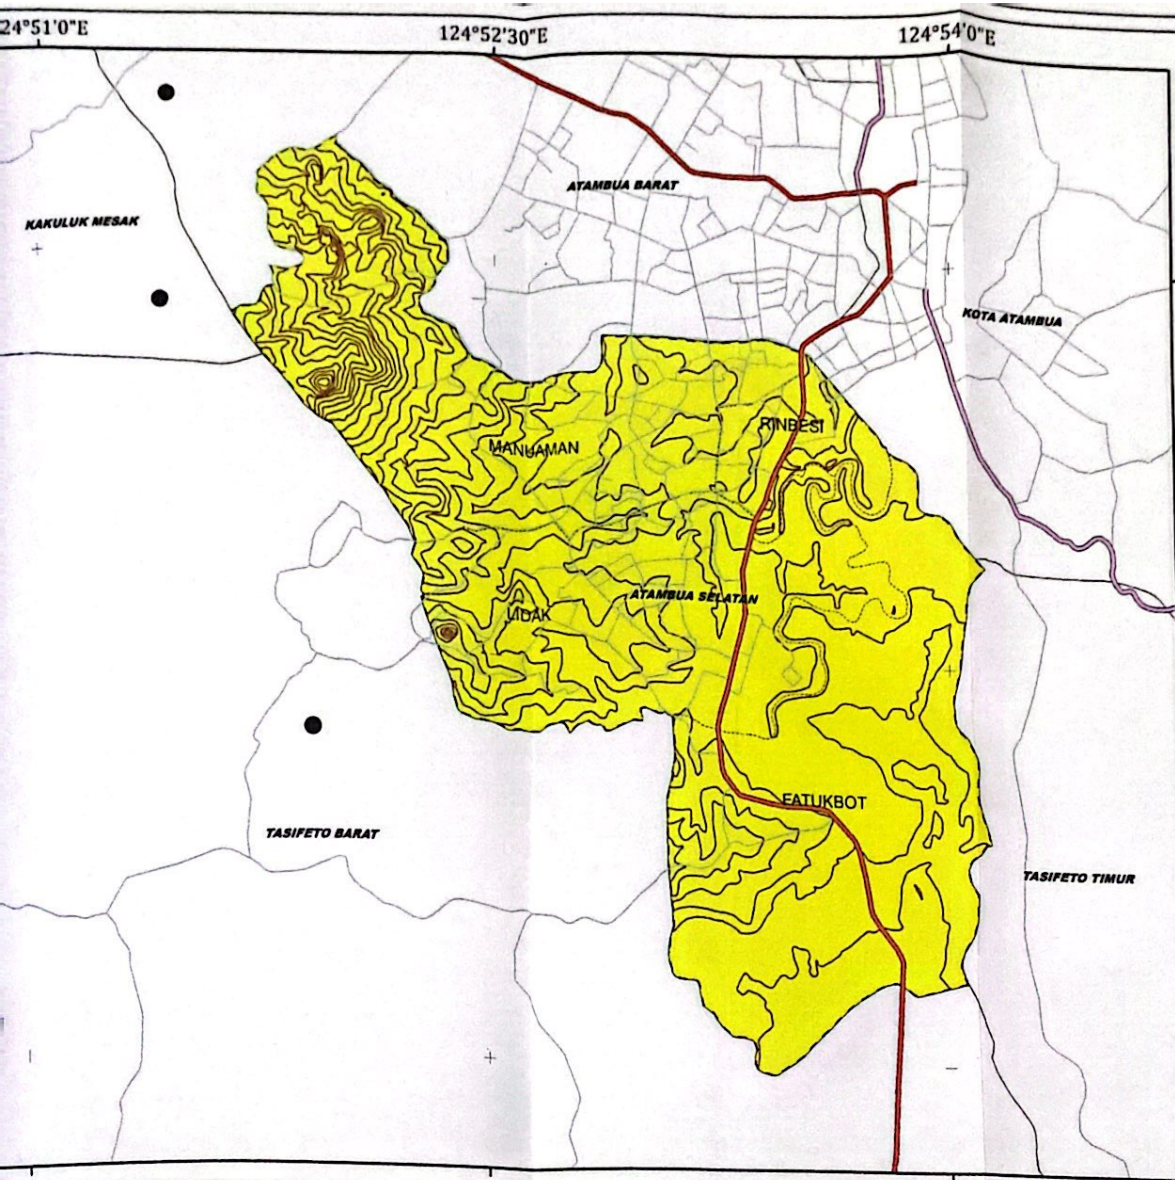 24°51'0"E
124°52'30"E
124°54'0"E
ATAMBUA BARAT
KAKULUK MESAK
KOTA ATAMBUA
RINBESI
MANUAMAN
ATAMBUA SELATAN
LIDAK
FATUKBOT
TASIFETO BARAT
TASIFETO TIMUR